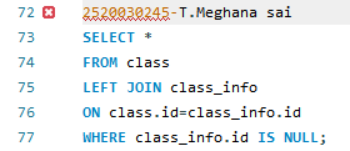 72 2520030245-T.Meghana sai
73 SELECT *
74 FROM class
75 LEFT JOIN class_info
76 ON class.id=class_info.id
77 WHERE class_info.id IS NULL;